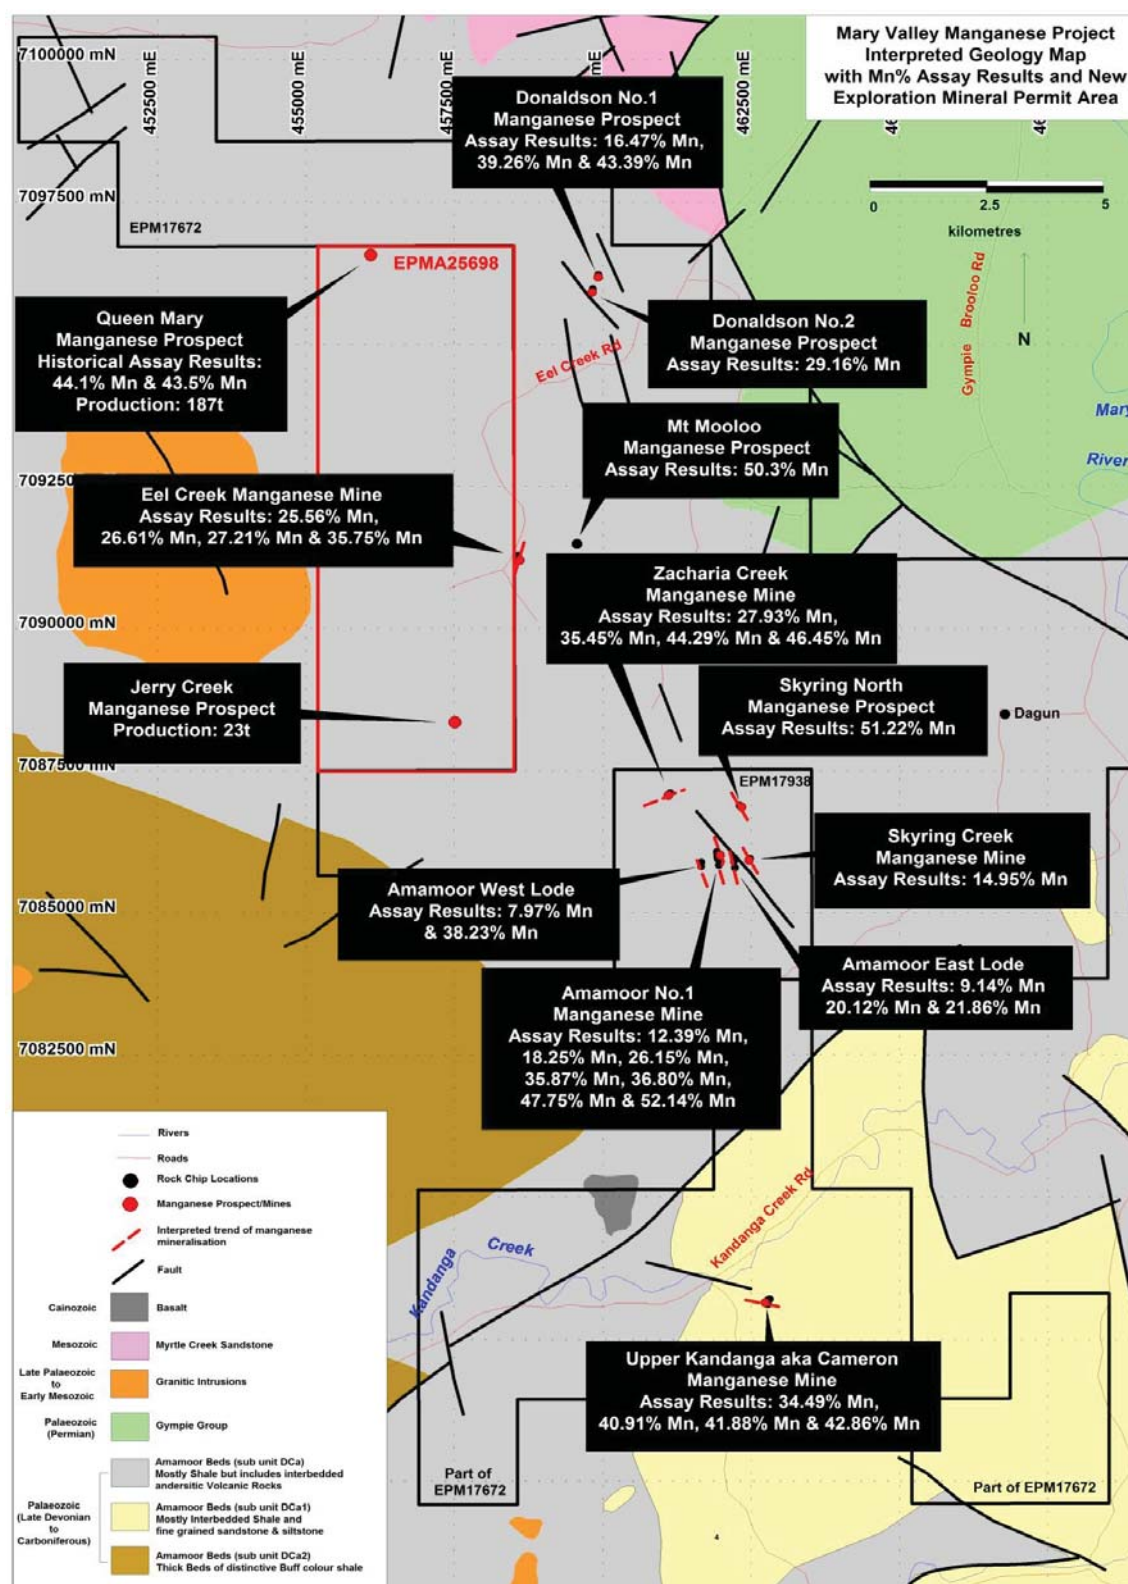 Mary Valley Manganese Project
Interpreted Geology Map
with Mn% Assay Results and New
Exploration Mineral Permit Area
7100000 mN
452500 mE
455000 mE
457500 mE
mE
462500 mE
Donaldson No.1
Manganese Prospect
Assay Results: 16.47% Mn,
39.26% Mn & 43.39% Mn
7097500 mN
0
2.5
5
kilometres
N
EPM17672
EPMA25698
Gympie Brooloo Rd
Queen Mary
Manganese Prospect
Historical Assay Results:
44.1% Mn & 43.5% Mn
Production: 187t
Donaldson No.2
Manganese Prospect
Assay Results: 29.16% Mn
Eel Creek Rd
Mary
River
Mt Mooloo
Manganese Prospect
Assay Results: 50.3% Mn
7092500 mN
Eel Creek Manganese Mine
Assay Results: 25.56% Mn,
26.61% Mn, 27.21% Mn & 35.75% Mn
Zacharia Creek
Manganese Mine
Assay Results: 27.93% Mn,
35.45% Mn, 44.29% Mn & 46.45% Mn
7090000 mN
Jerry Creek
Manganese Prospect
Production: 23t
Skyring North
Manganese Prospect
Assay Results: 51.22% Mn
Dagun
7087500 mN
EPM17938
Skyring Creek
Manganese Mine
Assay Results: 14.95% Mn
Amamoor West Lode
Assay Results: 7.97% Mn
& 38.23% Mn
7085000 mN
Amamoor East Lode
Assay Results: 9.14% Mn
20.12% Mn & 21.86% Mn
Amamoor No.1
Manganese Mine
Assay Results: 12.39% Mn,
18.25% Mn, 26.15% Mn,
35.87% Mn, 36.80% Mn,
47.75% Mn & 52.14% Mn
7082500 mN
Kandanga Creek Rd
Kandanga Creek
Upper Kandanga aka Cameron
Manganese Mine
Assay Results: 34.49% Mn,
40.91% Mn, 41.88% Mn & 42.86% Mn
Part of
EPM17672
Part of EPM17672
4
Rivers
Roads
Rock Chip Locations
Manganese Prospect/Mines
Interpreted trend of manganese
mineralisation
Fault
Cainozoic
Basalt
Mesozoic
Myrtle Creek Sandstone
Late Palaeozoic
to
Early Mesozoic
Granitic Intrusions
Palaeozoic
(Permian)
Gympie Group
Palaeozoic
(Late Devonian
to
Carboniferous)
Amamoor Beds (sub unit DCa)
Mostly Shale but includes interbedded
andersitic Volcanic Rocks
Amamoor Beds (sub unit DCa1)
Mostly Interbedded Shale and
fine grained sandstone & siltstone
Amamoor Beds (sub unit DCa2)
Thick Beds of distinctive Buff colour shale